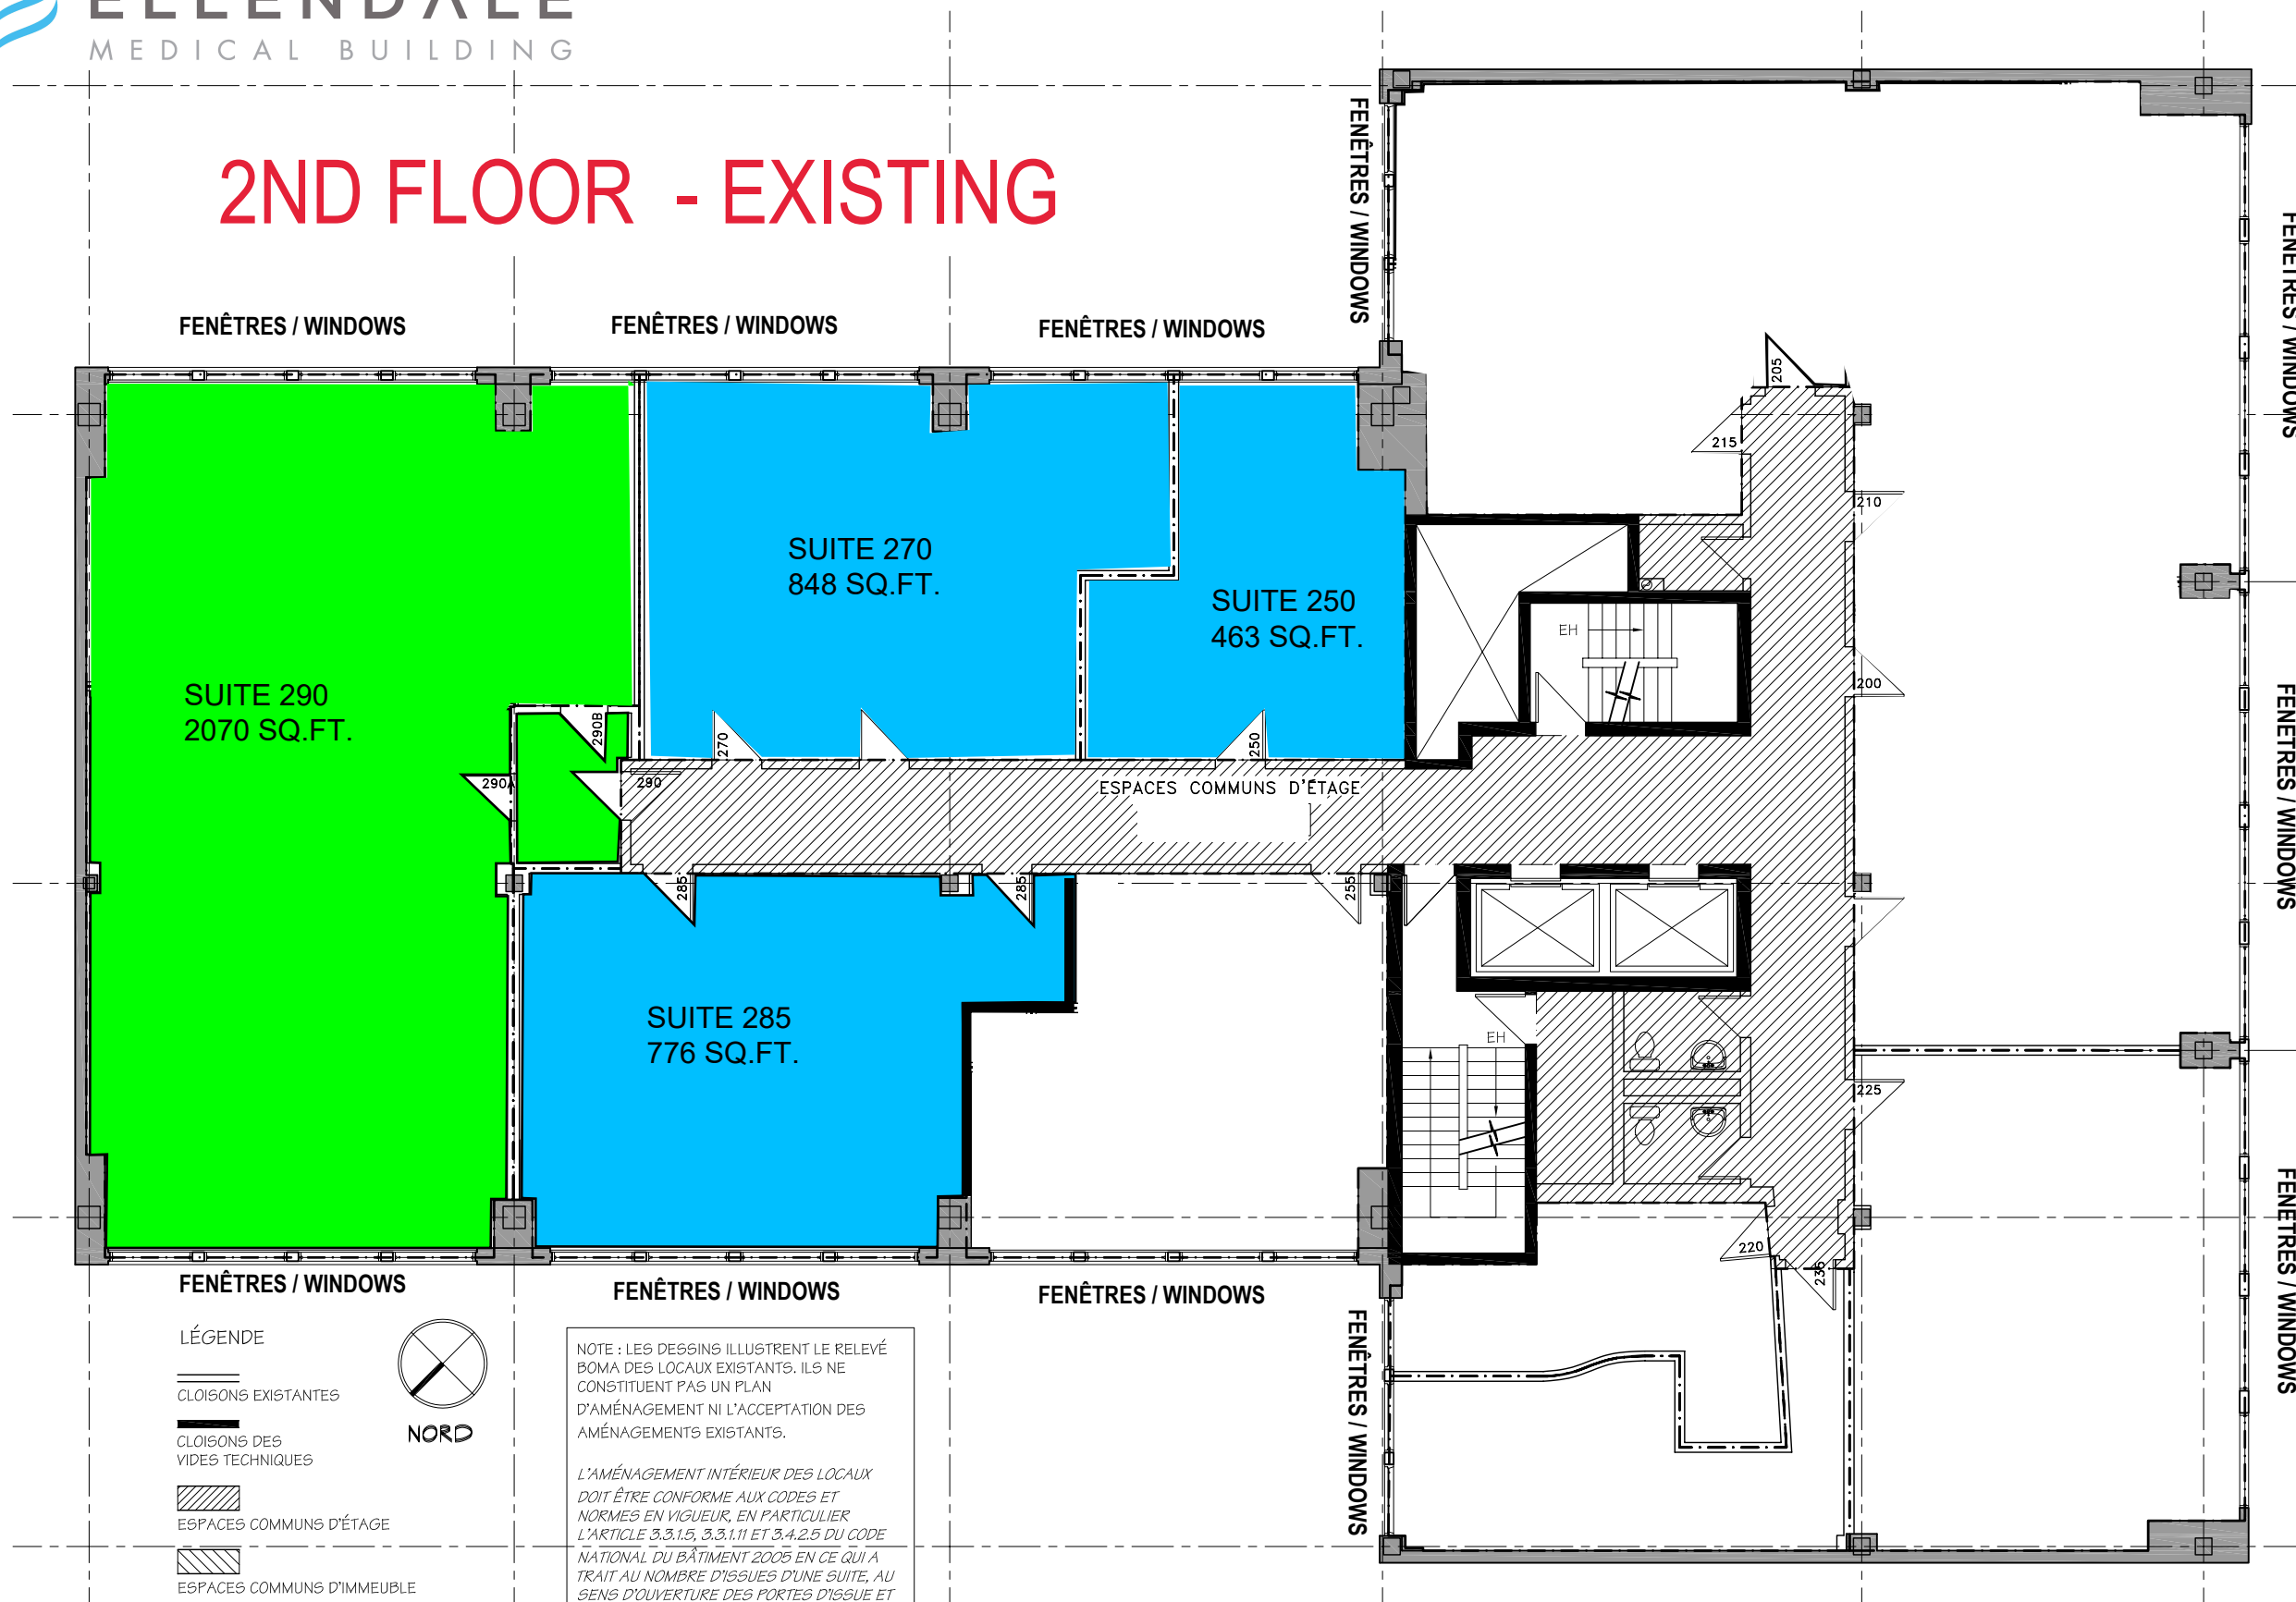 ELLENDALE
MEDICAL BUILDING
2ND FLOOR - EXISTING
FENÊTRES / WINDOWS
FENÊTRES / WINDOWS
FENÊTRES / WINDOWS
FENÊTRES / WINDOWS
FENÊTRES / WINDOWS
205
215
210
SUITE 270
848 SQ.FT.
SUITE 250
463 SQ.FT.
EH
SUITE 290
2070 SQ.FT.
200
290B
270
250
290A
290
ESPACES COMMUNS D'ÉTAGE
FENÊTRES / WINDOWS
285
285
255
SUITE 285
776 SQ.FT.
EH
225
220
235
FENÊTRES / WINDOWS
FENÊTRES / WINDOWS
FENÊTRES / WINDOWS
FENÊTRES / WINDOWS
FENÊTRES / WINDOWS
LÉGENDE
CLOISONS EXISTANTES
CLOISONS DES
VIDES TECHNIQUES
ESPACES COMMUNS D'ÉTAGE
ESPACES COMMUNS D'IMMEUBLE
NORD
NOTE : LES DESSINS ILLUSTRENT LE RELEVÉ
BOMA DES LOCAUX EXISTANTS. ILS NE
CONSTITUENT PAS UN PLAN
D'AMÉNAGEMENT NI L'ACCEPTATION DES
AMÉNAGEMENTS EXISTANTS.
L'AMÉNAGEMENT INTÉRIEUR DES LOCAUX
DOIT ÊTRE CONFORME AUX CODES ET
NORMES EN VIGUEUR, EN PARTICULIER
L'ARTICLE 3.3.1.5, 3.3.1.11 ET 3.4.2.5 DU CODE
NATIONAL DU BÂTIMENT 2005 EN CE QUI A
TRAIT AU NOMBRE D'ISSUES D'UNE SUITE, AU
SENS D'OUVERTURE DES PORTES D'ISSUE ET